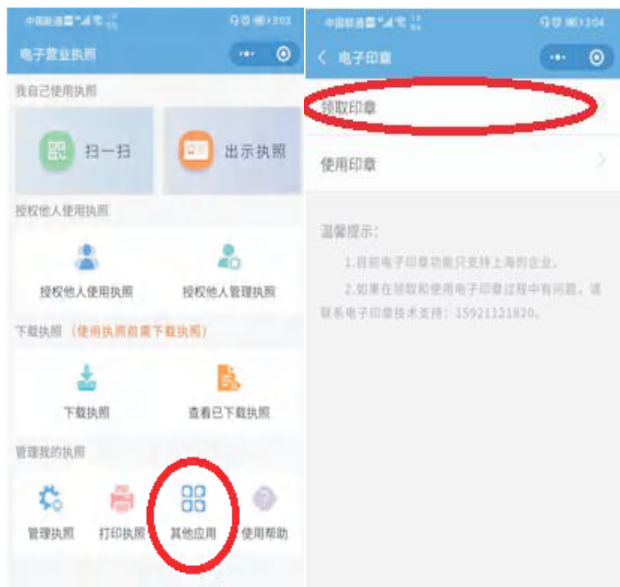 中国联通
3:03
电子营业执照
我自己使用执照
扫一扫
出示执照
授权他人使用执照
授权他人使用执照
授权他人管理执照
下载执照（使用执照前需下载执照）
下载执照
查看已下载执照
管理我的执照
管理执照
打印执照
其他应用
使用帮助
中国联通
3:04
电子印章
领取印章
使用印章
温馨提示：
1.目前电子印章功能只支持上海的企业。
2.如果在领取和使用电子印章过程中有问题，请
联系电子印章技术支持：15921121820。